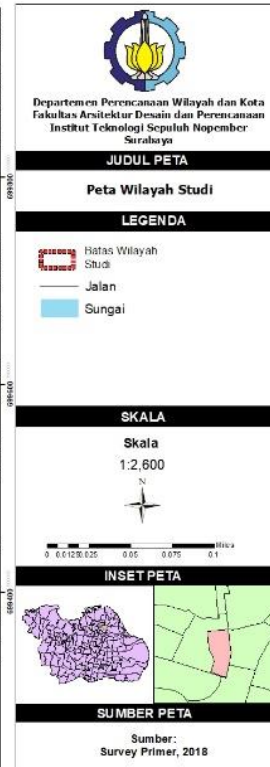 Departemen Perencanaan Wilayah dan Kota
Fakultas Arsitektur Desain dan Perencanaan
Institut Teknologi Sepuluh Nopember
Surabaya
JUDUL PETA
Peta Wilayah Studi
LEGENDA
Batas Wilayah
Studi
Jalan
Sungai
SKALA
Skala
1:2,600
N
Miles
0 0.01250.025 0.05 0.075 0.1
INSET PETA
SUMBER PETA
Sumber:
Survey Primer, 2018